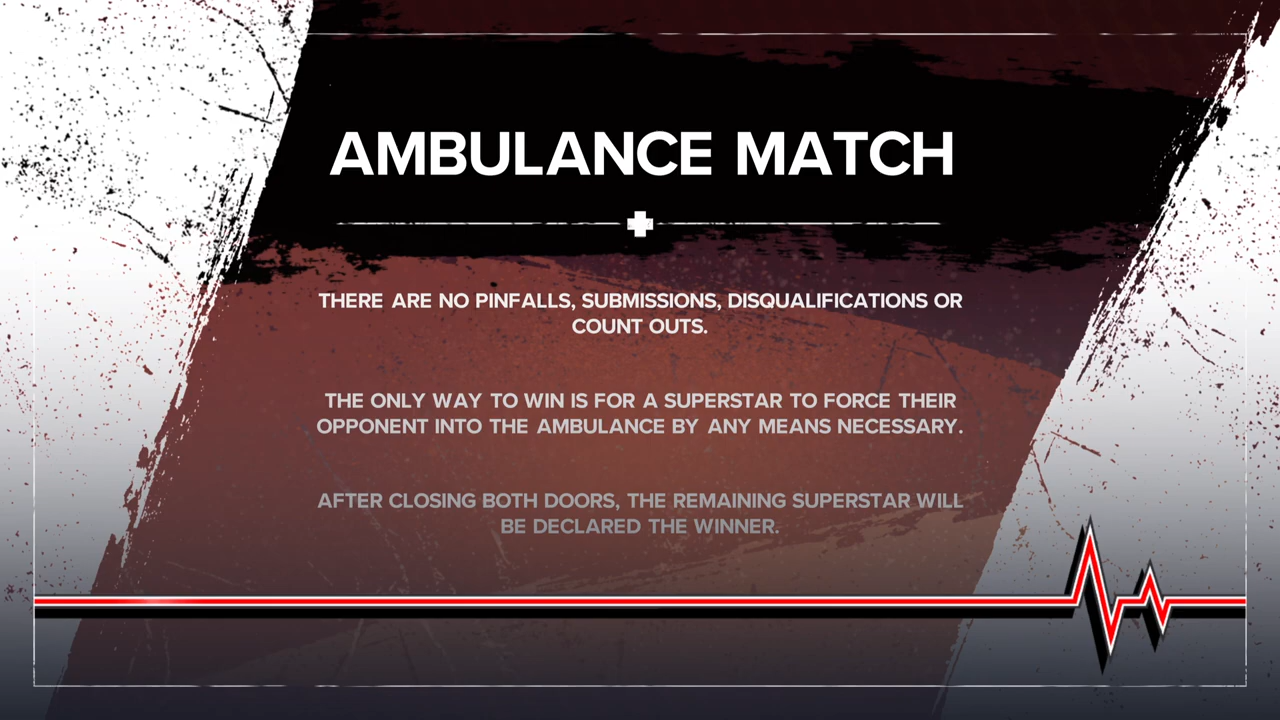 AMBULANCE MATCH
THERE ARE NO PINFALLS, SUBMISSIONS, DISQUALIFICATIONS OR
COUNT OUTS.
THE ONLY WAY TO WIN IS FOR A SUPERSTAR TO FORCE THEIR
OPPONENT INTO THE AMBULANCE BY ANY MEANS NECESSARY.
AFTER CLOSING BOTH DOORS, THE REMAINING SUPERSTAR WILL
BE DECLARED THE WINNER.